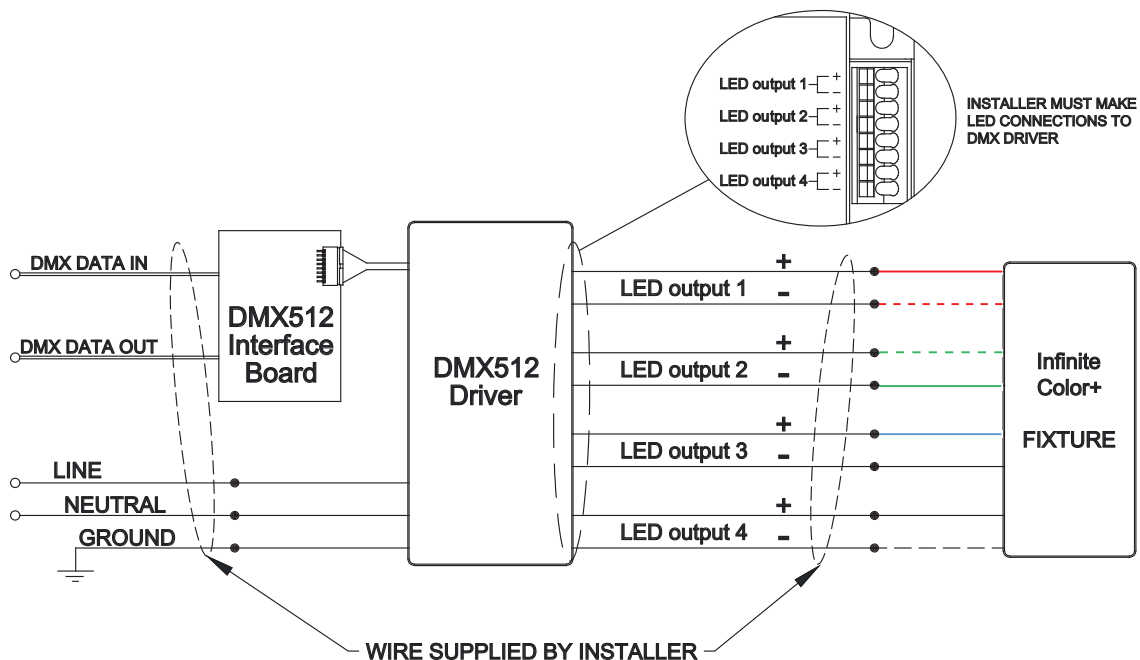 LED output 1 + -
LED output 2 + -
LED output 3 + -
LED output 4 + -
INSTALLER MUST MAKE
LED CONNECTIONS TO
DMX DRIVER
DMX DATA IN
DMX DATA OUT
DMX512
Interface
Board
LINE
NEUTRAL
GROUND
DMX512
Driver
+
LED output 1 -
+
LED output 2 -
+
LED output 3 -
+
LED output 4 -
Infinite
Color+
FIXTURE
WIRE SUPPLIED BY INSTALLER